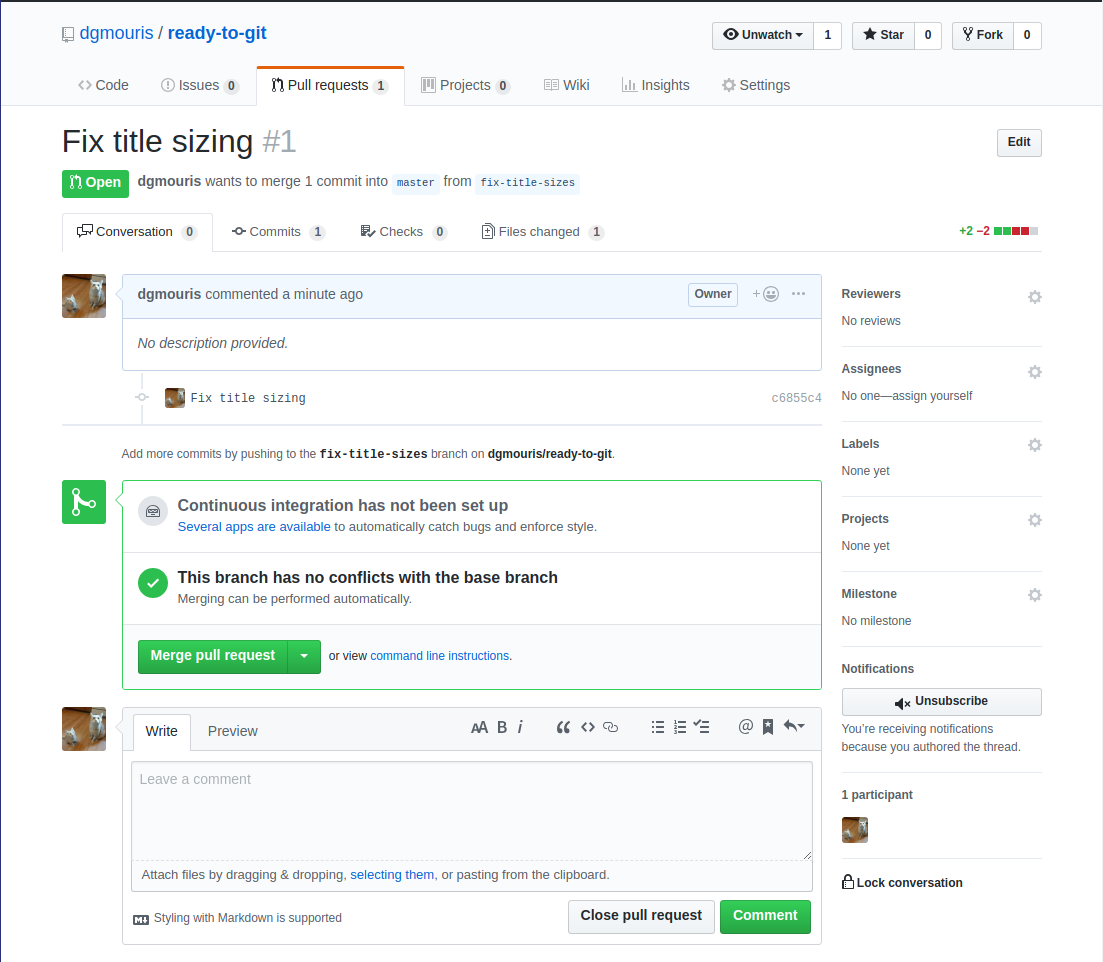 dgmouris / ready-to-git
Unwatch 1 Star 0 Fork 0
Code Issues 0 Pull requests 1 Projects 0 Wiki Insights Settings
Fix title sizing #1
Edit
Open dgmouris wants to merge 1 commit into master from fix-title-sizes
Conversation 0 Commits 1 Checks 0 Files changed 1 +2 −2
dgmouris commented a minute ago Owner + ...
No description provided.
Fix title sizing c6855c4
Add more commits by pushing to the fix-title-sizes branch on dgmouris/ready-to-git.
Continuous integration has not been set up
Several apps are available to automatically catch bugs and enforce style.
This branch has no conflicts with the base branch
Merging can be performed automatically.
Merge pull request or view command line instructions.
Write Preview AA B i “ <> @
Leave a comment
Attach files by dragging & dropping, selecting them, or pasting from the clipboard.
Styling with Markdown is supported
Close pull request Comment
Reviewers
No reviews
Assignees
No one—assign yourself
Labels
None yet
Projects
None yet
Milestone
No milestone
Notifications
Unsubscribe
You’re receiving notifications
because you authored the thread.
1 participant
Lock conversation